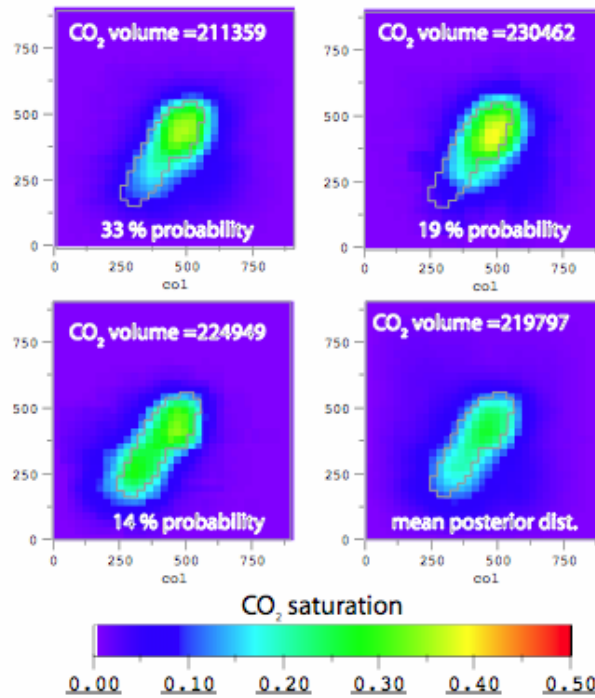 CO₂ volume =211359
750
500
250
0
33 % probability
0 250 500 750
col
CO₂ volume =230462
750
500
250
0
19 % probability
0 250 500 750
col
CO₂ volume =224949
750
500
250
0
14 % probability
0 250 500 750
col
CO₂ volume =219797
750
500
250
0
mean posterior dist.
0 250 500 750
col
CO₂ saturation
0.00 0.10 0.20 0.30 0.40 0.50